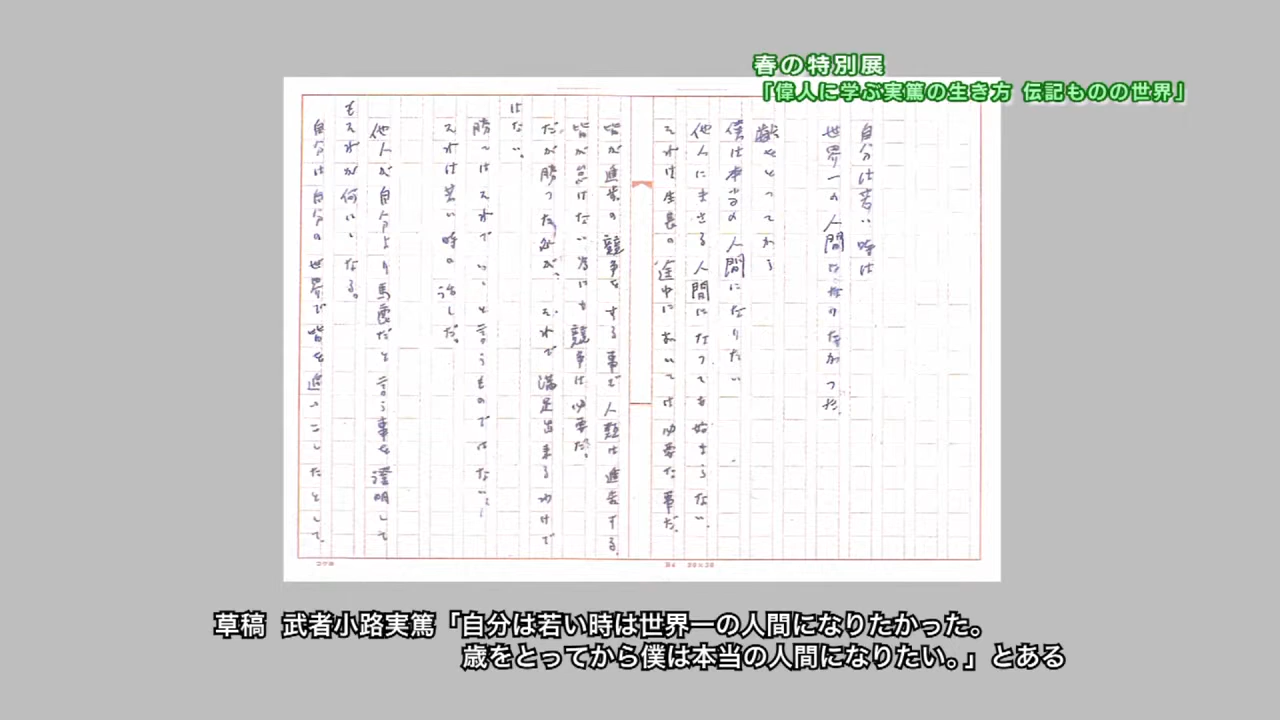 春の特別展
「偉人に学ぶ実篤の生き方 伝記ものの世界」
自分は若い時は
世界一の人間になりたかった。
歳をとってから
僕は本当の人間になりたい
他人にまさる人間になっても始まらない。
それは生長の途中においては必要な事だ。
皆が進歩の競争をする事で人類は進歩する。
皆が怠けない為にも競争は必要だ。
だが勝った処が、それで満足出来るわけで
はない。
それでいゝと言うものではない。
それは若い時の話しだ。
他人が自分より馬鹿だと言う事を證明して
もそれが何になる。
自分は自分の世界で皆を追いこしたとして
コクヨ
20×20
草稿 武者小路実篤「自分は若い時は世界一の人間になりたかった。
歳をとってから僕は本当の人間になりたい。」とある